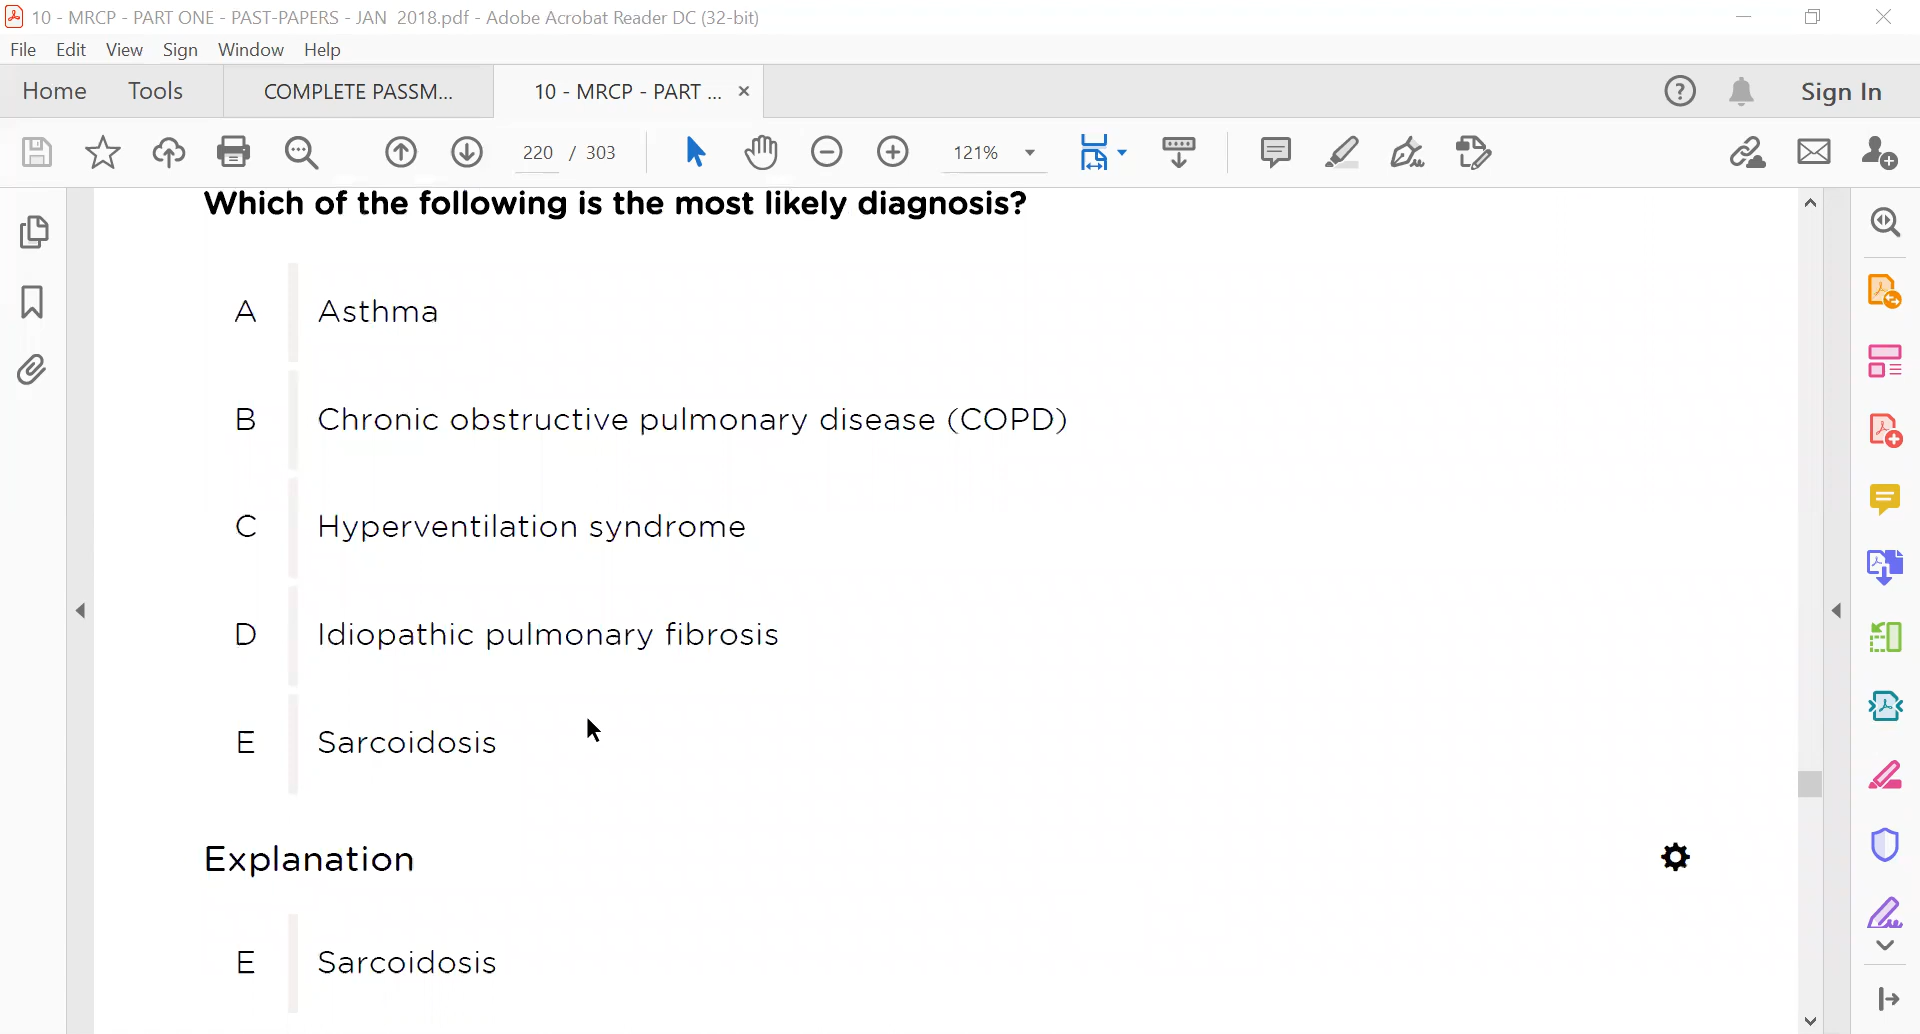 10 - MRCP - PART ONE - PAST-PAPERS - JAN 2018.pdf - Adobe Acrobat Reader DC (32-bit)
File Edit View Sign Window Help
Home Tools COMPLETE PASSM... 10 - MRCP - PART ... × Sign In
220 / 303 121%
Which of the following is the most likely diagnosis?
A Asthma
B Chronic obstructive pulmonary disease (COPD)
C Hyperventilation syndrome
D Idiopathic pulmonary fibrosis
E Sarcoidosis
Explanation
E Sarcoidosis